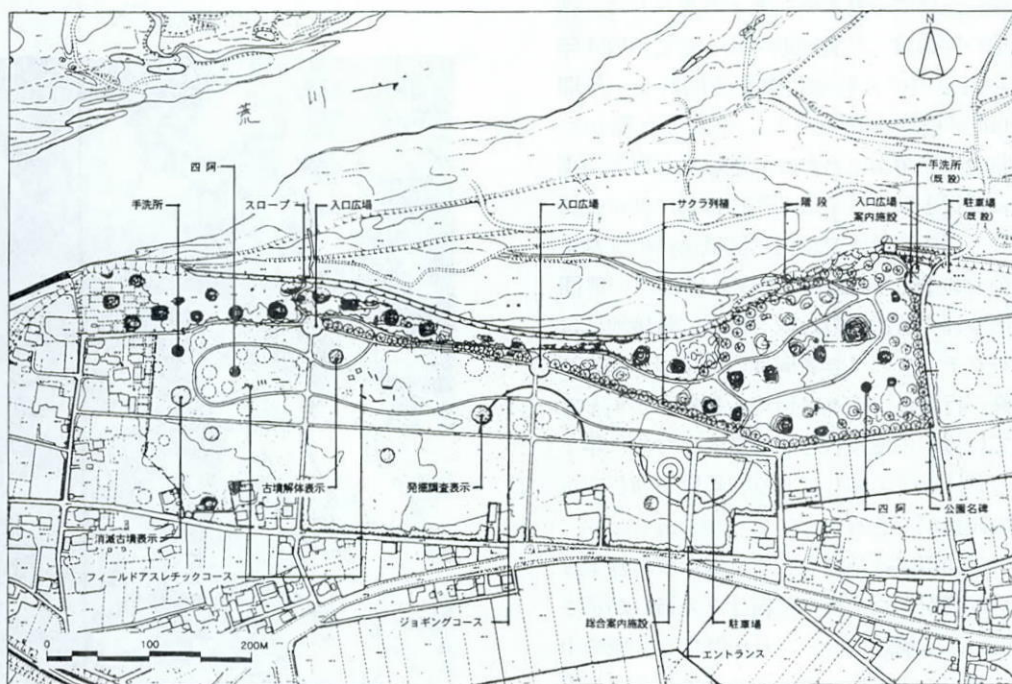 N
荒川
四阿
手洗所
(既設)
手洗所
スロープ
入口広場
入口広場
サクラ列植
階段
入口広場
案内施設
駐車場
(既設)
古墳解体表示
発掘調査表示
消滅古墳表示
四阿
公園名碑
フィールドアスレチックコース
ジョギングコース
総合案内施設
駐車場
エントランス
0
100
200M